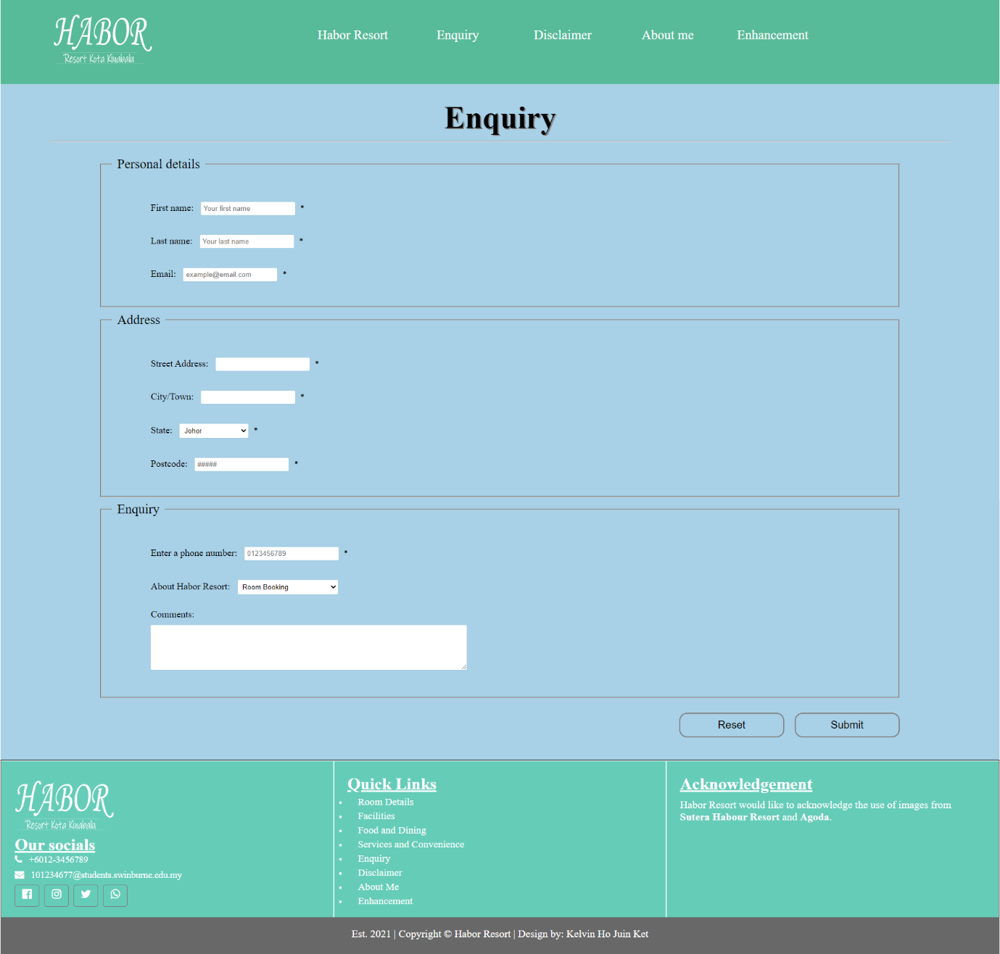 HABOR
Resort Kota Kinabalu
Habor Resort Enquiry Disclaimer About me Enhancement
Enquiry
Personal details
First name: Your first name *
Last name: Your last name *
Email: example@email.com *
Address
Street Address: *
City/Town: *
State: Johor *
Postcode: ##### *
Enquiry
Enter a phone number: 0123456789 *
About Habor Resort: Room Booking
Comments:
Reset Submit
HABOR
Resort Kota Kinabalu
Our socials
+6012-3456789
101234677@students.swinburne.edu.my
Quick Links
• Room Details
• Facilities
• Food and Dining
• Services and Convenience
• Enquiry
• Disclaimer
• About Me
• Enhancement
Acknowledgement
Habor Resort would like to acknowledge the use of images from
Sutera Habour Resort and Agoda.
Est. 2021 | Copyright © Habor Resort | Design by: Kelvin Ho Juin Ket